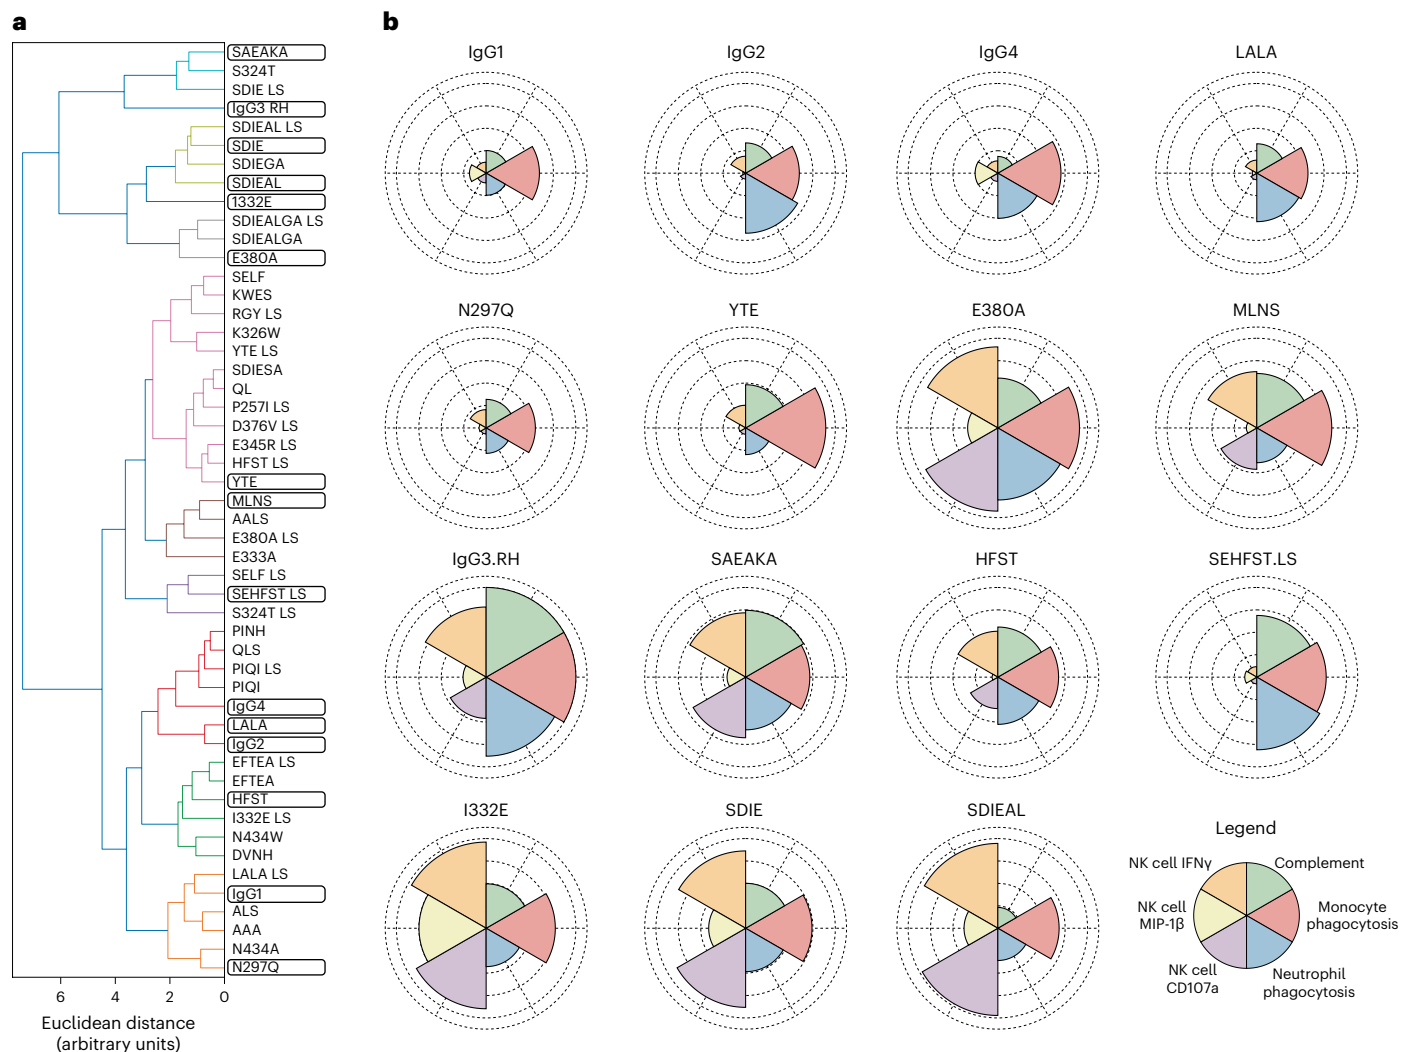 a
SAEAKA
S324T
SDIE LS
IgG3 RH
SDIEAL LS
SDIE
SDIEGA
SDIEAL
I332E
SDIEALGA LS
SDIEALGA
E380A
SELF
KWES
RGY LS
K326W
YTE LS
SDIESA
QL
P257I LS
D376V LS
E345R LS
HFST LS
YTE
MLNS
AALS
E380A LS
E333A
SELF LS
SEHFST LS
S324T LS
PINH
QLS
PIQI LS
PIQI
IgG4
LALA
IgG2
EFTEA LS
EFTEA
HFST
I332E LS
N434W
DVNH
LALA LS
IgG1
ALS
AAA
N434A
N297Q
6 4 2 0
Euclidean distance
(arbitrary units)
b
IgG1 IgG2 IgG4 LALA
N297Q YTE E380A MLNS
IgG3.RH SAEAKA HFST SEHFST.LS
I332E SDIE SDIEAL
Legend
NK cell IFNγ
Complement
NK cell
MIP-1β
Monocyte
phagocytosis
NK cell
CD107a
Neutrophil
phagocytosis